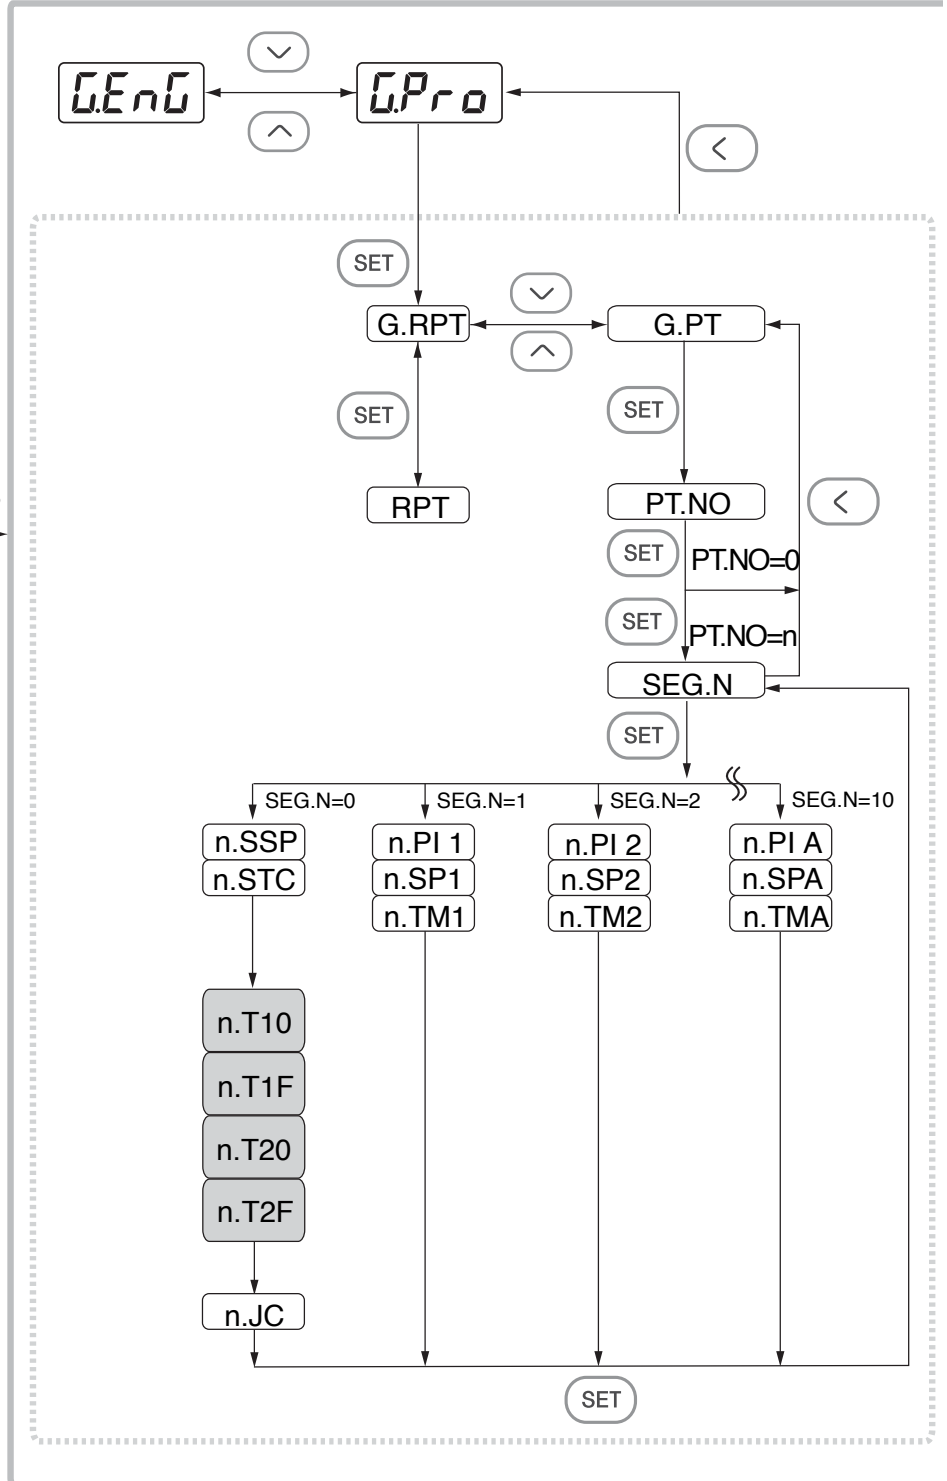 G.EnG
G.Pro
SET
G.RPT
G.PT
SET
SET
RPT
PT.NO
SET
PT.NO=0
SET
PT.NO=n
SEG.N
SET
SEG.N=0
SEG.N=1
SEG.N=2
SEG.N=10
n.SSP
n.PI 1
n.PI 2
n.PI A
n.STC
n.SP1
n.SP2
n.SPA
n.TM1
n.TM2
n.TMA
n.T10
n.T1F
n.T20
n.T2F
n.JC
SET